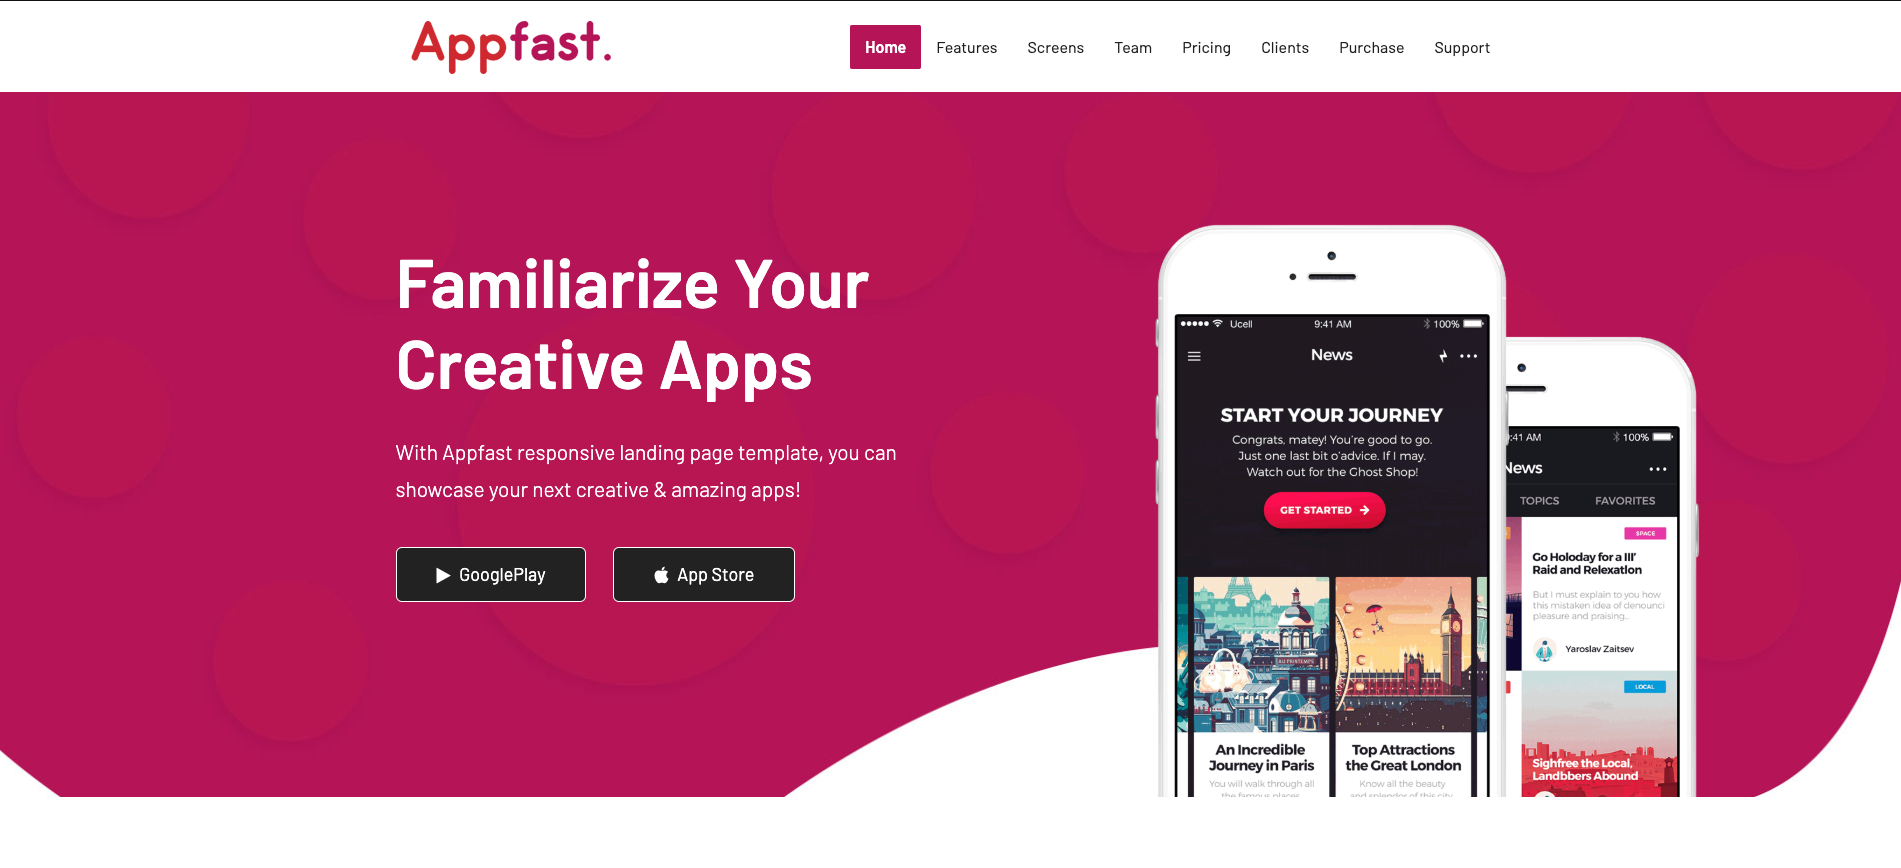 Appfast.
Home Features Screens Team Pricing Clients Purchase Support
Familiarize Your
Creative Apps
With Appfast responsive landing page template, you can
showcase your next creative & amazing apps!
GooglePlay
App Store
Ucell 9:41 AM 100%
News
START YOUR JOURNEY
Congrats, matey! You're good to go.
Just one last bit o'advice. If I may.
Watch out for the Ghost Shop!
GET STARTED
AU PRINTEMPS
An Incredible
Journey in Paris
You will walk through all
the famous places
Top Attractions
the Great London
Know all the beauty
and splendor of this city
:41 AM 100%
News
TOPICS FAVORITES
SPACE
Go Holoday for a Ill'
Raid and Relexation
But I must explain to you how
this mistaken idea of denounci
pleasure and praising...
Yaroslav Zaitsev
LOCAL
Sighfree the Local,
Landbbers Abound